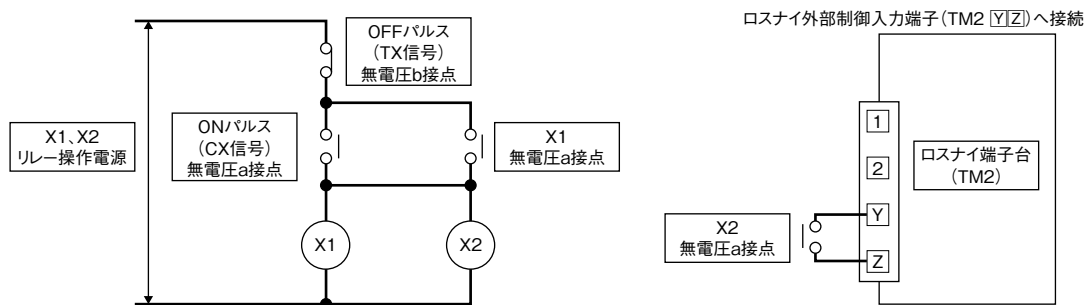 ロスナイ外部制御入力端子(TM2 YZ)へ接続
OFFパルス
(TX信号)
無電圧b接点
X1、X2
リレー操作電源
ONパルス
(CX信号)
無電圧a接点
X1
無電圧a接点
X1
X2
1
2
Y
Z
ロスナイ端子台
(TM2)
X2
無電圧a接点